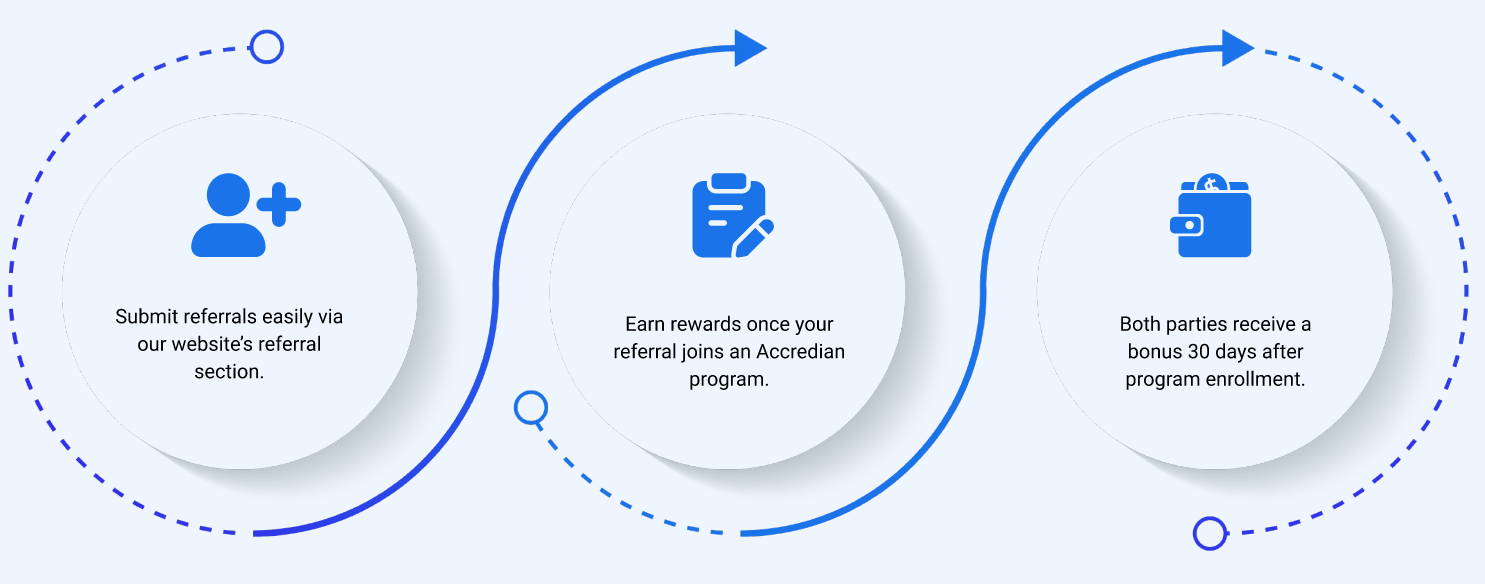 Submit referrals easily via
our website’s referral
section.
Earn rewards once your
referral joins an Accredian
program.
Both parties receive a
bonus 30 days after
program enrollment.